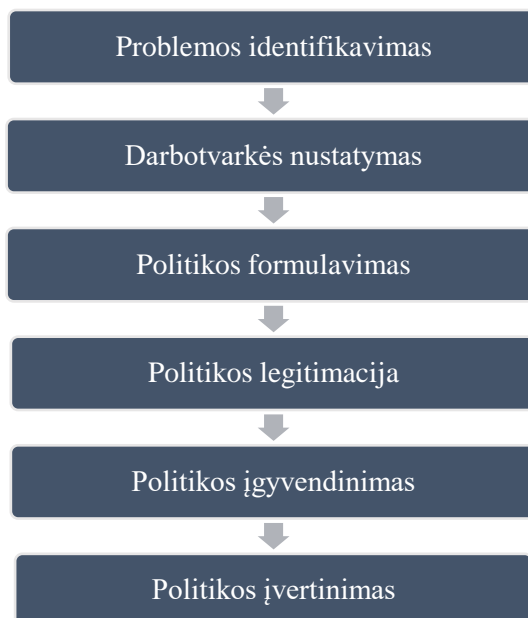 Problemos identifikavimas
Darbotvarkės nustatymas
Politikos formulavimas
Politikos legitimacija
Politikos įgyvendinimas
Politikos įvertinimas